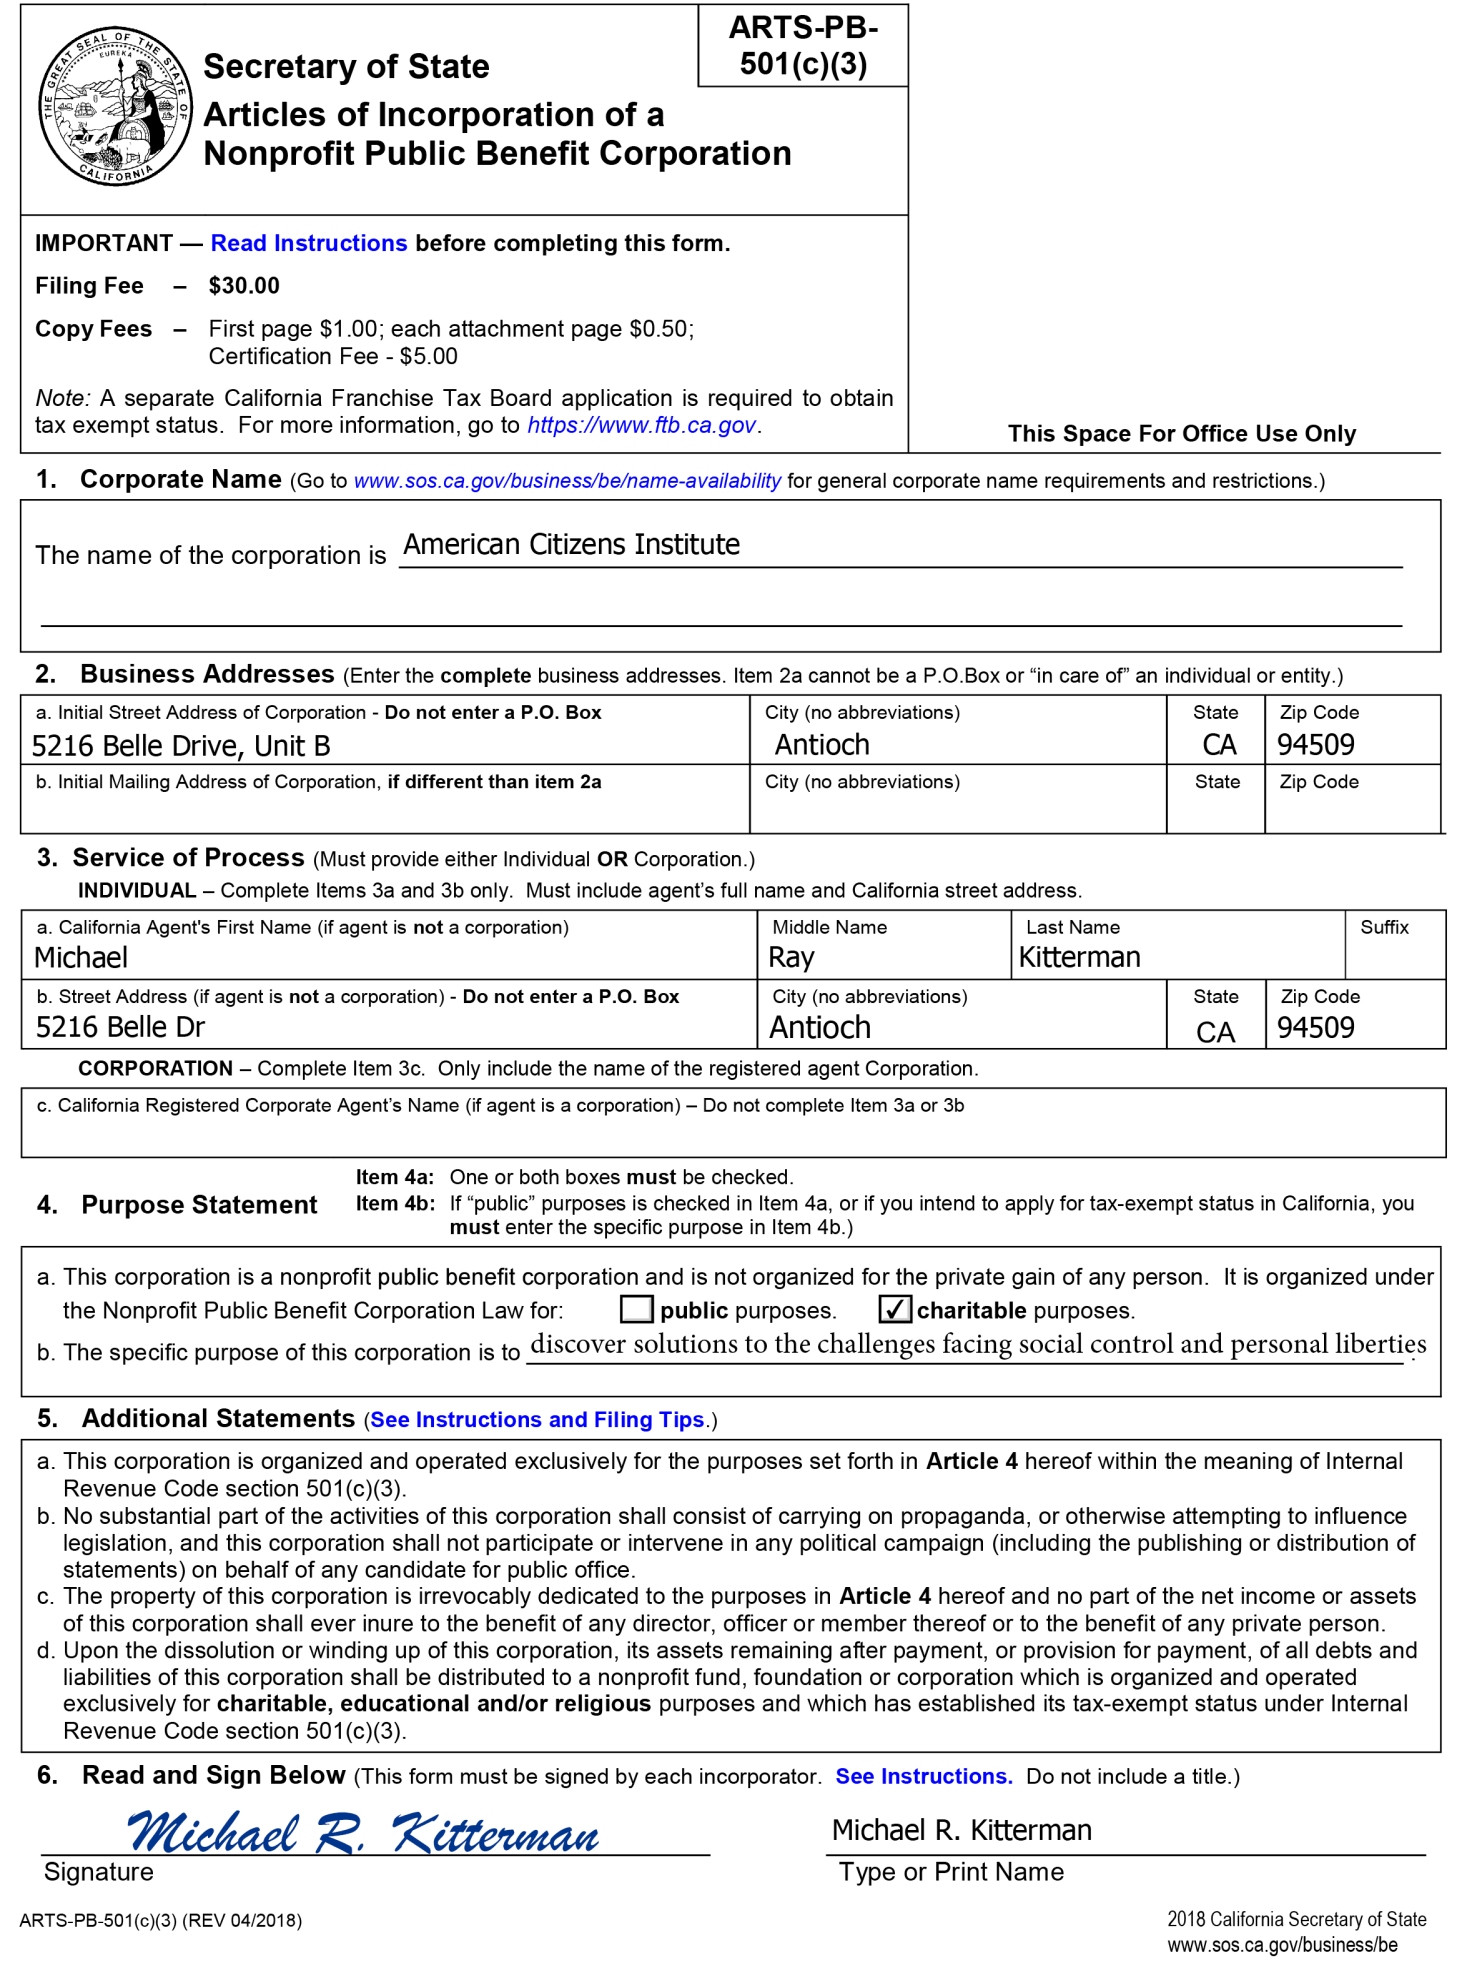 THE GREAT SEAL OF THE STATE OF CALIFORNIA
EUREKA
ARTS-PB-
501(c)(3)
Secretary of State
Articles of Incorporation of a
Nonprofit Public Benefit Corporation
IMPORTANT — Read Instructions before completing this form.
Filing Fee – $30.00
Copy Fees – First page $1.00; each attachment page $0.50;
Certification Fee - $5.00
Note: A separate California Franchise Tax Board application is required to obtain
tax exempt status. For more information, go to https://www.ftb.ca.gov.
This Space For Office Use Only
1. Corporate Name (Go to www.sos.ca.gov/business/be/name-availability for general corporate name requirements and restrictions.)
The name of the corporation is American Citizens Institute
2. Business Addresses (Enter the complete business addresses. Item 2a cannot be a P.O.Box or “in care of” an individual or entity.)
a. Initial Street Address of Corporation - Do not enter a P.O. Box City (no abbreviations) State Zip Code
5216 Belle Drive, Unit B Antioch CA 94509
b. Initial Mailing Address of Corporation, if different than item 2a City (no abbreviations) State Zip Code
3. Service of Process (Must provide either Individual OR Corporation.)
INDIVIDUAL – Complete Items 3a and 3b only. Must include agent’s full name and California street address.
a. California Agent's First Name (if agent is not a corporation) Middle Name Last Name Suffix
Michael Ray Kitterman
b. Street Address (if agent is not a corporation) - Do not enter a P.O. Box City (no abbreviations) State Zip Code
5216 Belle Dr Antioch CA 94509
CORPORATION – Complete Item 3c. Only include the name of the registered agent Corporation.
c. California Registered Corporate Agent’s Name (if agent is a corporation) – Do not complete Item 3a or 3b
Item 4a: One or both boxes must be checked.
4. Purpose Statement Item 4b: If “public” purposes is checked in Item 4a, or if you intend to apply for tax-exempt status in California, you
must enter the specific purpose in Item 4b.)
a. This corporation is a nonprofit public benefit corporation and is not organized for the private gain of any person. It is organized under
the Nonprofit Public Benefit Corporation Law for: public purposes. ✓ charitable purposes.
b. The specific purpose of this corporation is to discover solutions to the challenges facing social control and personal liberties .
5. Additional Statements (See Instructions and Filing Tips.)
a. This corporation is organized and operated exclusively for the purposes set forth in Article 4 hereof within the meaning of Internal
Revenue Code section 501(c)(3).
b. No substantial part of the activities of this corporation shall consist of carrying on propaganda, or otherwise attempting to influence
legislation, and this corporation shall not participate or intervene in any political campaign (including the publishing or distribution of
statements) on behalf of any candidate for public office.
c. The property of this corporation is irrevocably dedicated to the purposes in Article 4 hereof and no part of the net income or assets
of this corporation shall ever inure to the benefit of any director, officer or member thereof or to the benefit of any private person.
d. Upon the dissolution or winding up of this corporation, its assets remaining after payment, or provision for payment, of all debts and
liabilities of this corporation shall be distributed to a nonprofit fund, foundation or corporation which is organized and operated
exclusively for charitable, educational and/or religious purposes and which has established its tax-exempt status under Internal
Revenue Code section 501(c)(3).
6. Read and Sign Below (This form must be signed by each incorporator. See Instructions. Do not include a title.)
Michael R. Kitterman Michael R. Kitterman
Signature Type or Print Name
ARTS-PB-501(c)(3) (REV 04/2018) 2018 California Secretary of State
www.sos.ca.gov/business/be